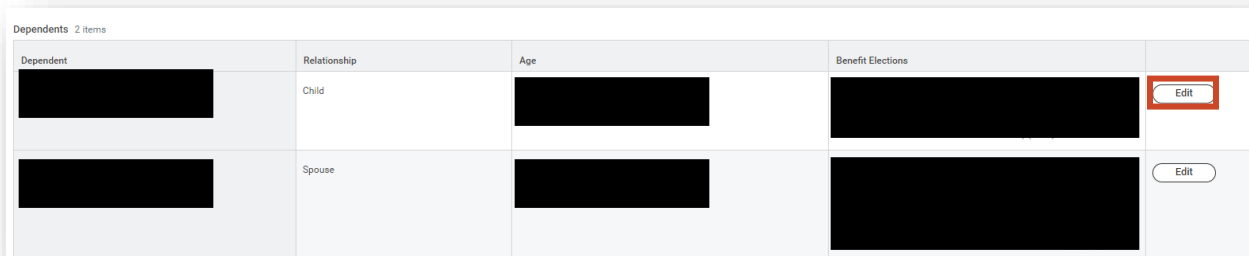 Dependents 2 items
Dependent Relationship Age Benefit Elections
Child Edit
Spouse Edit